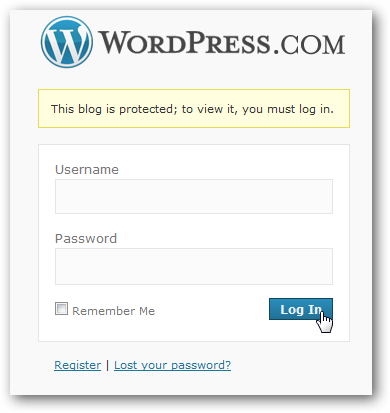 WORDPRESS.COM
This blog is protected; to view it, you must log in.
Username
Password
Remember Me
Log In
Register | Lost your password?